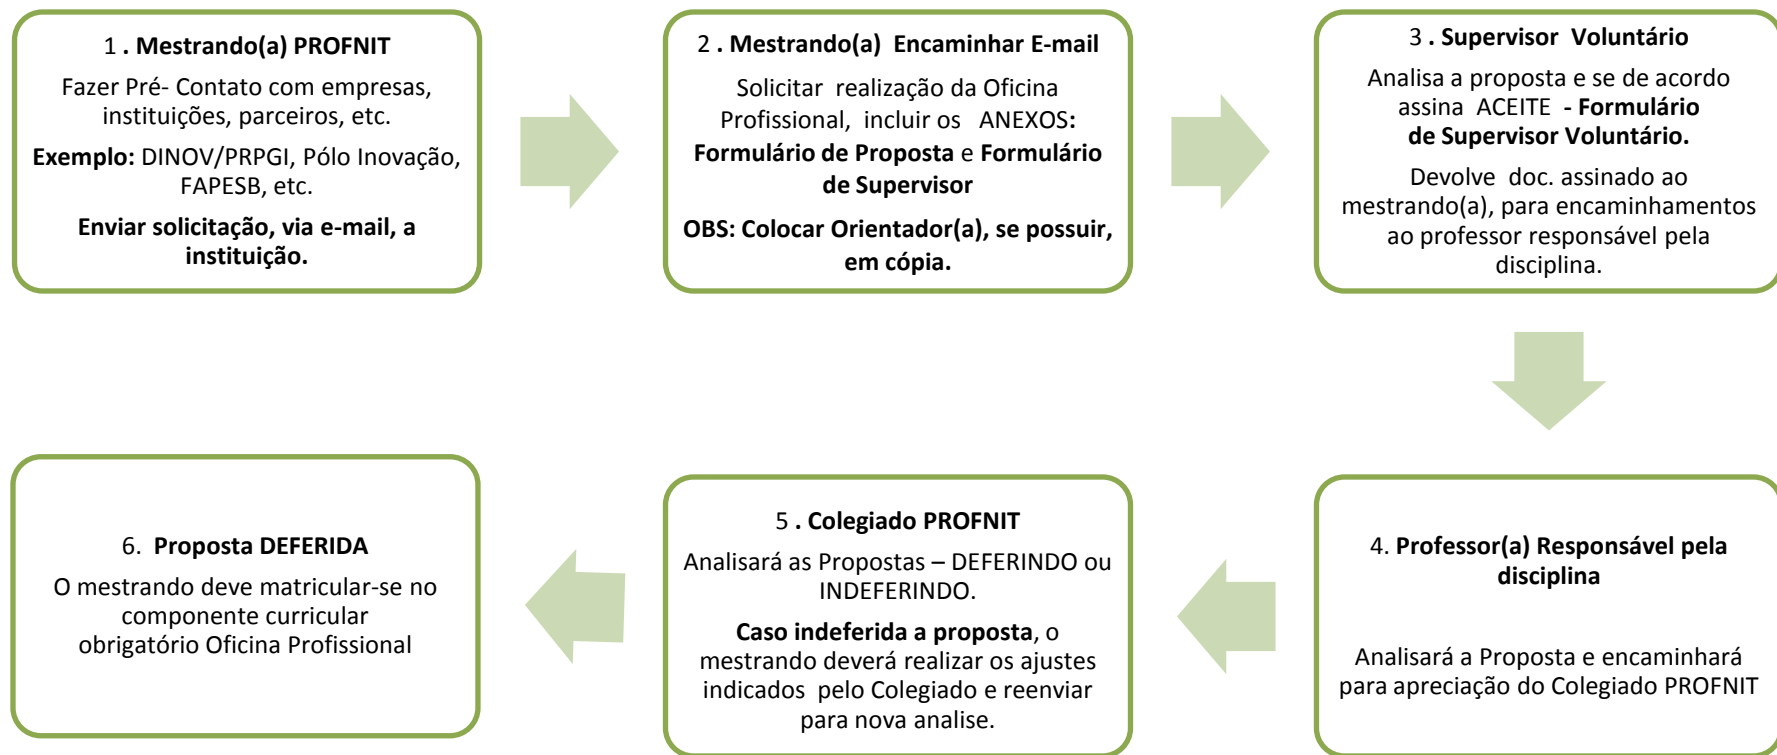 1 . Mestrando(a) PROFNIT
Fazer Pré- Contato com empresas,
instituições, parceiros, etc.
Exemplo: DINOV/PRPGI, Pólo Inovação,
FAPESB, etc.
Enviar solicitação, via e-mail, a
instituição.
2 . Mestrando(a) Encaminhar E-mail
Solicitar realização da Oficina
Profissional, incluir os ANEXOS:
Formulário de Proposta e Formulário
de Supervisor
OBS: Colocar Orientador(a), se possuir,
em cópia.
3 . Supervisor Voluntário
Analisa a proposta e se de acordo
assina ACEITE - Formulário
de Supervisor Voluntário.
Devolve doc. assinado ao
mestrando(a), para encaminhamentos
ao professor responsável pela
disciplina.
4. Professor(a) Responsável pela
disciplina
Analisará a Proposta e encaminhará
para apreciação do Colegiado PROFNIT
5 . Colegiado PROFNIT
Analisará as Propostas – DEFERINDO ou
INDEFERINDO.
Caso indeferida a proposta, o
mestrando deverá realizar os ajustes
indicados pelo Colegiado e reenviar
para nova analise.
6. Proposta DEFERIDA
O mestrando deve matricular-se no
componente curricular
obrigatório Oficina Profissional